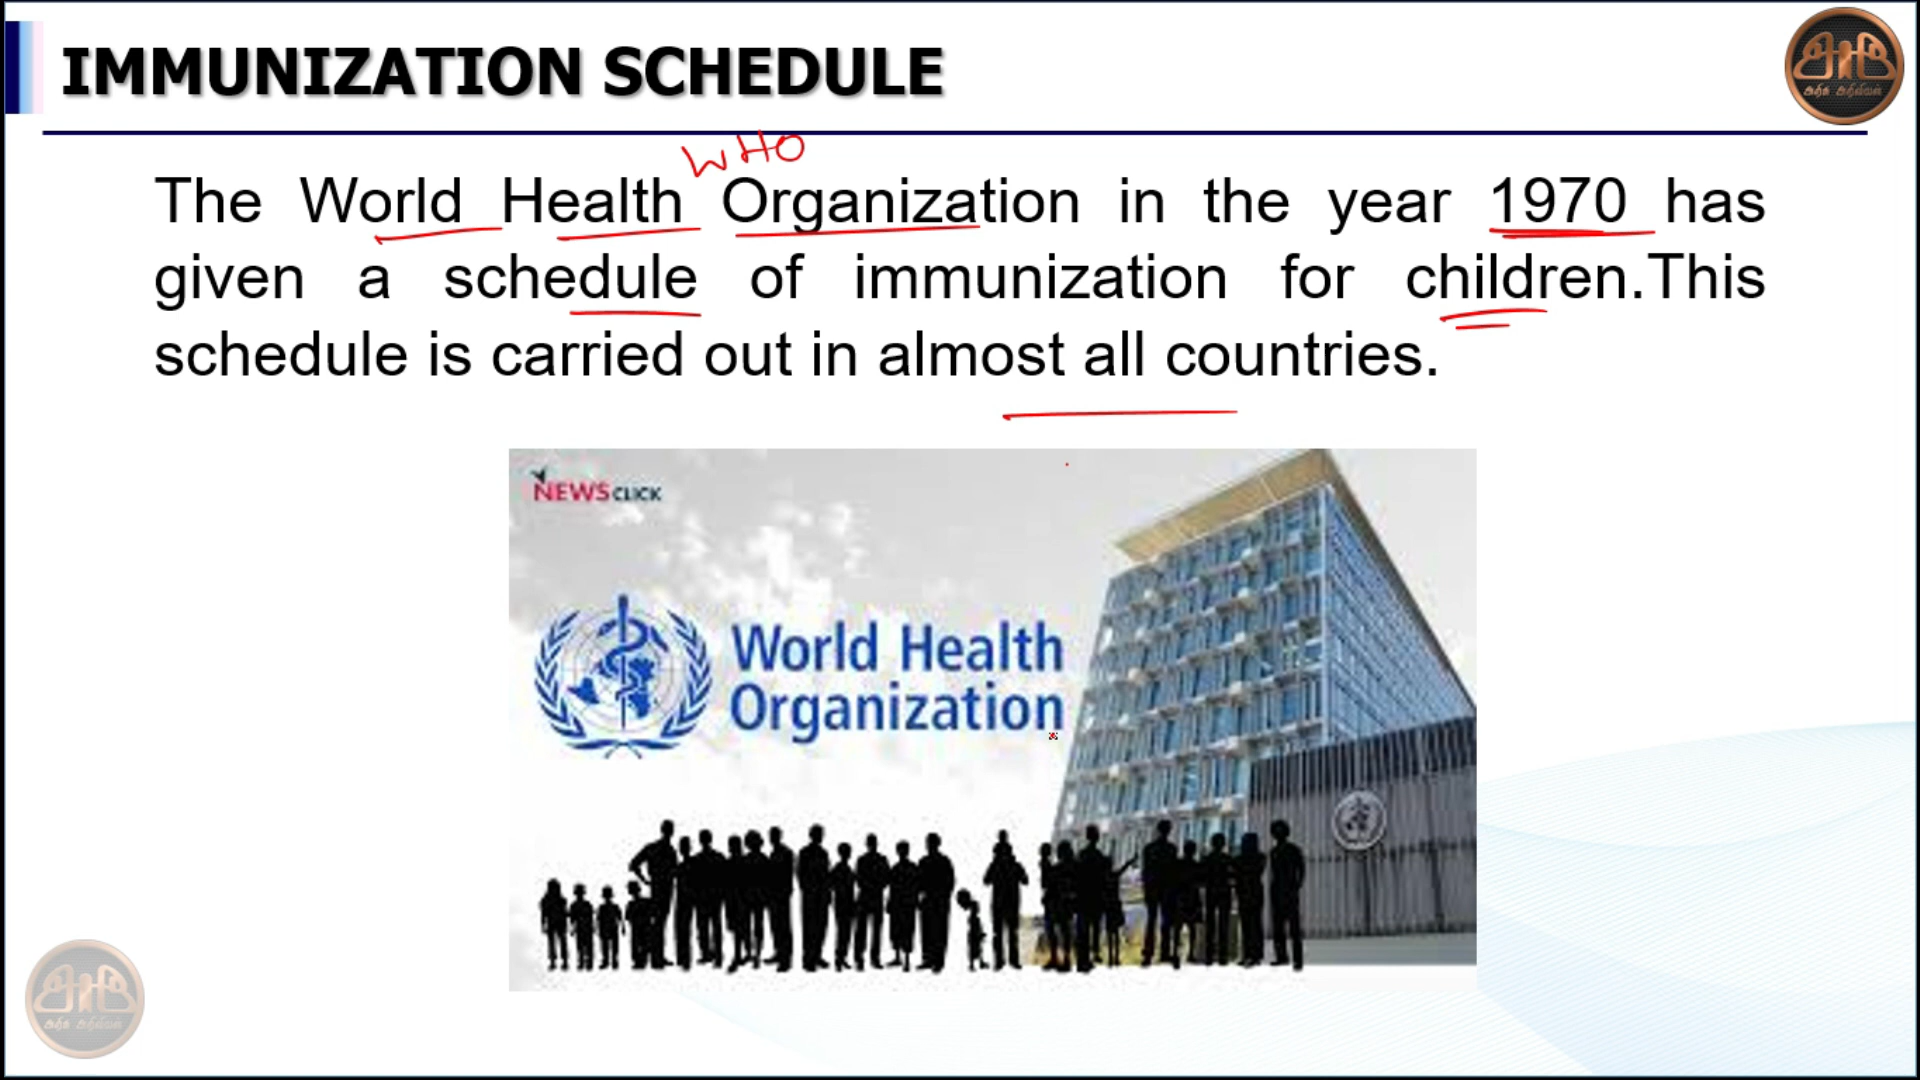 IMMUNIZATION SCHEDULE
WHO
The World Health Organization in the year 1970 has
given a schedule of immunization for children.This
schedule is carried out in almost all countries.
NEWSCLICK
World Health
Organization